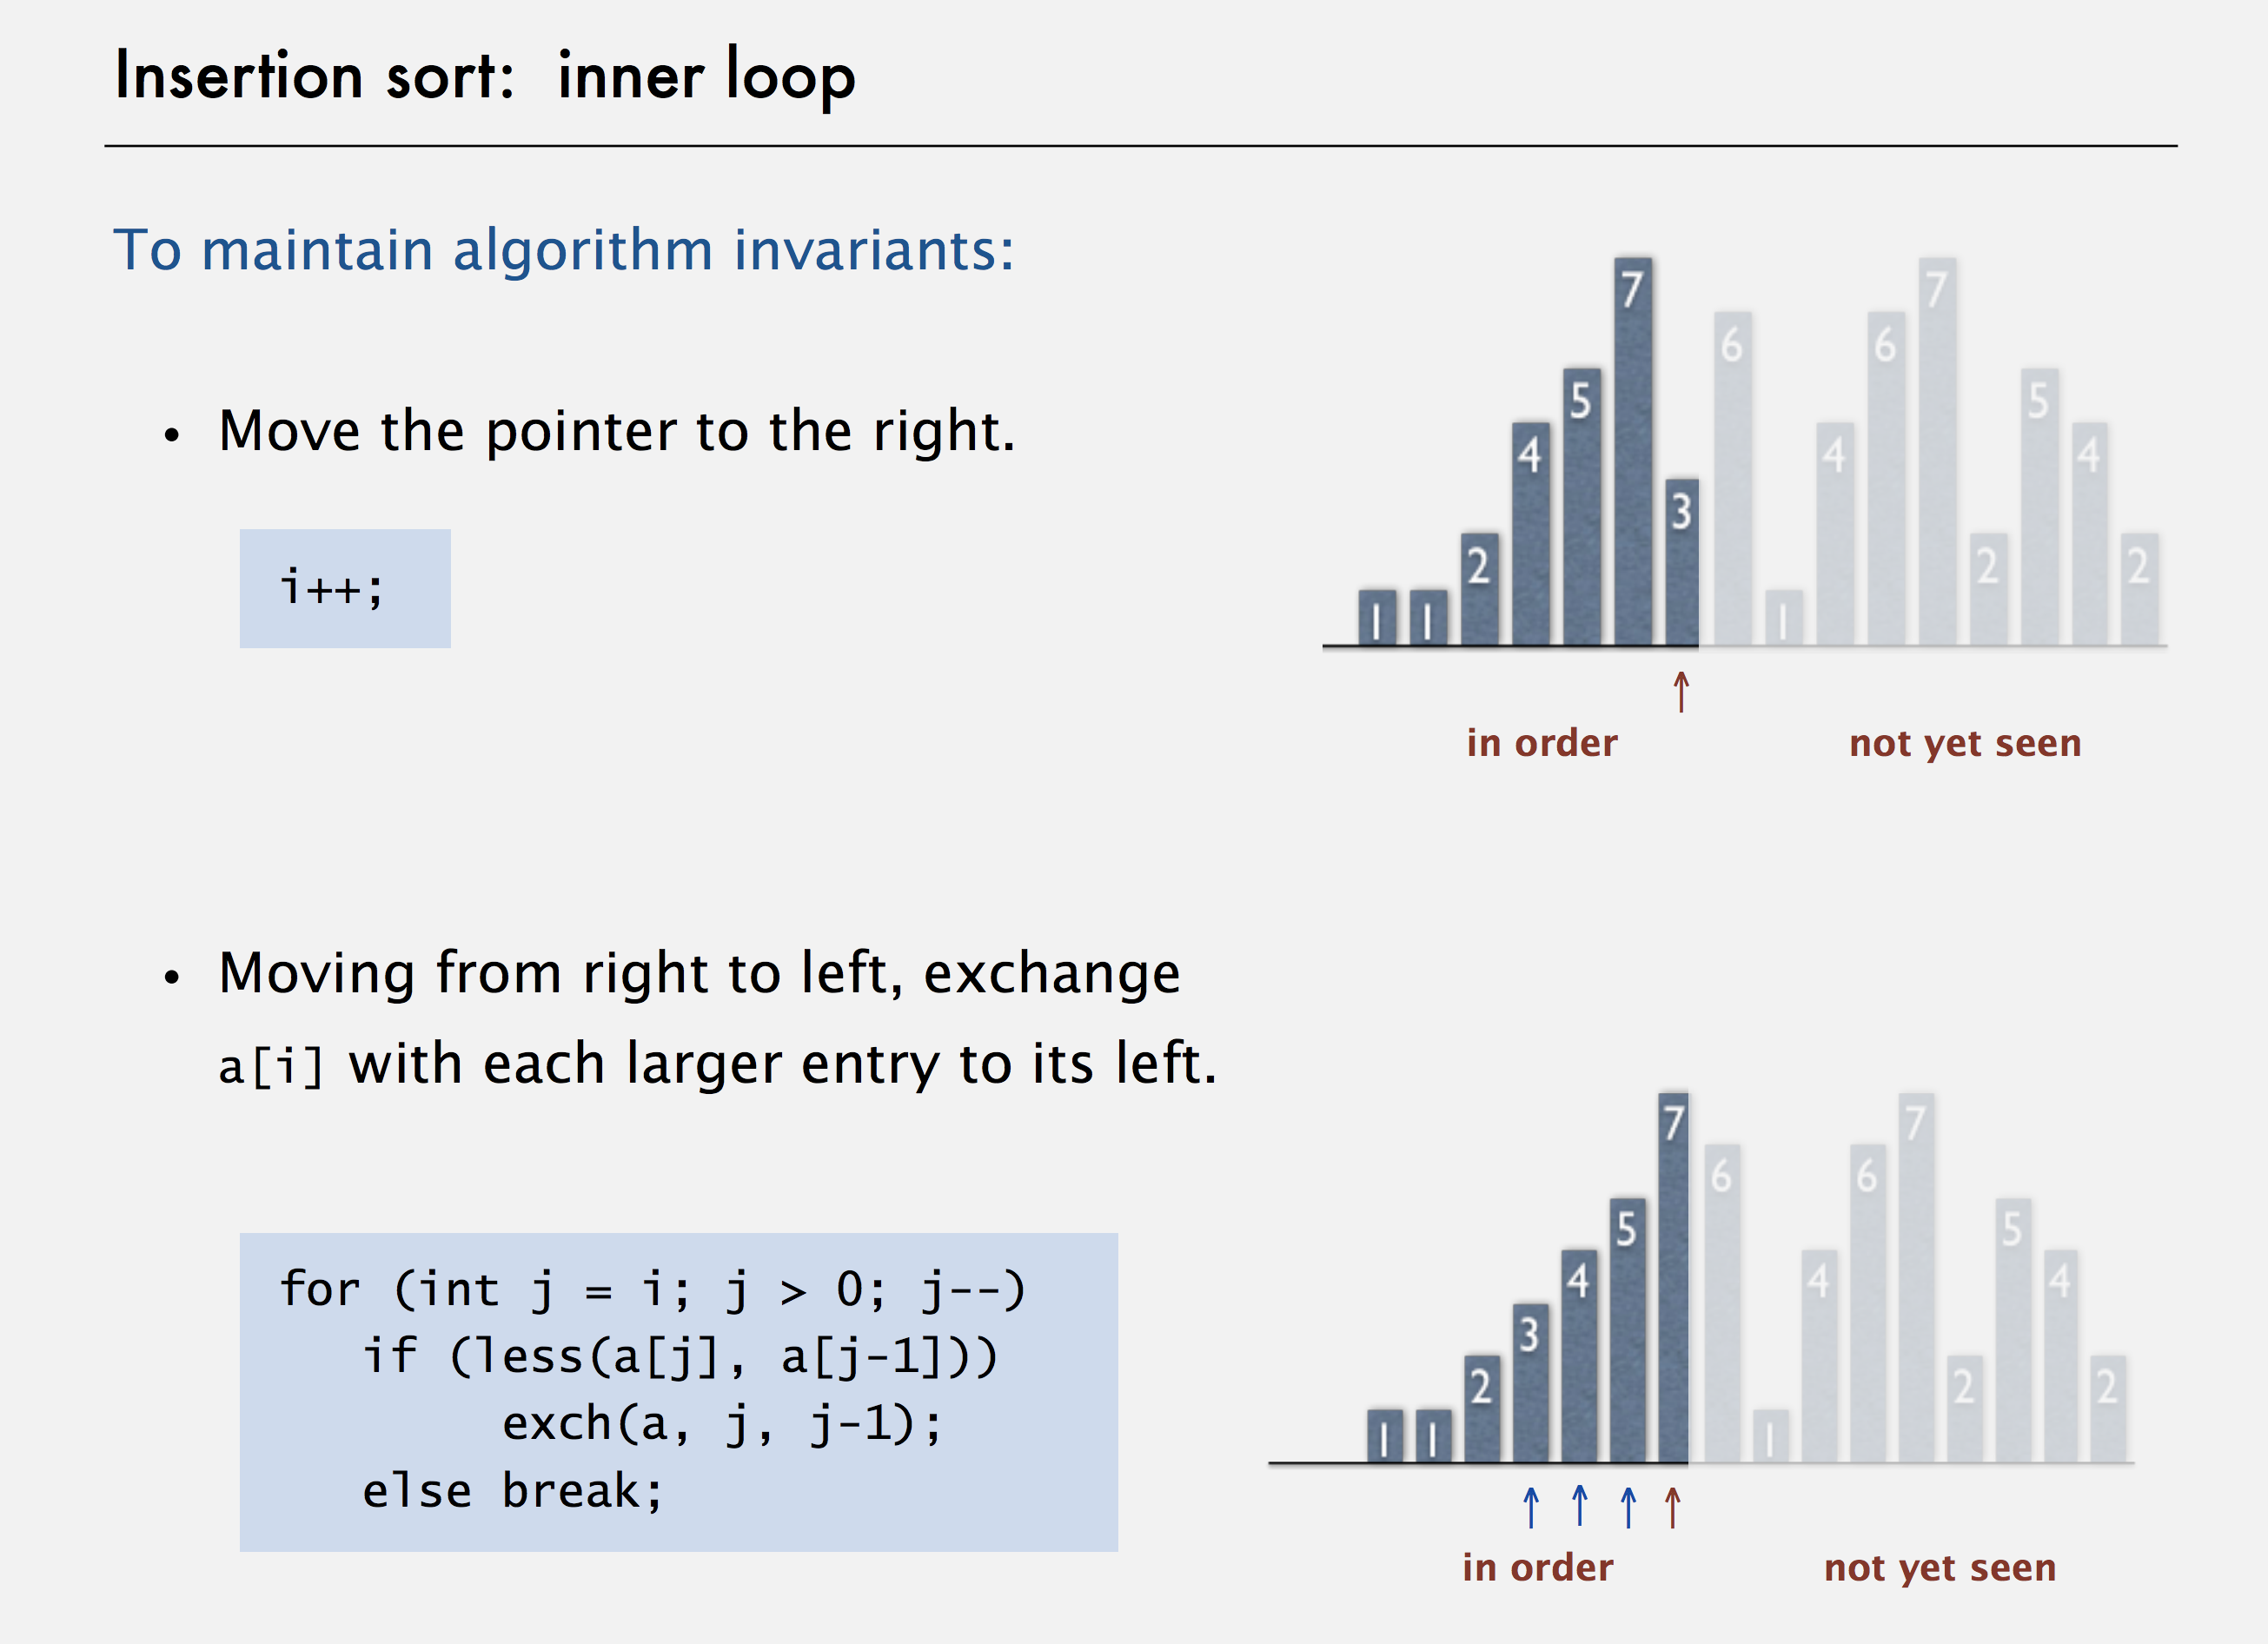 Insertion sort: inner loop
To maintain algorithm invariants:
• Move the pointer to the right.
i++;
1 1 2 4 5 7 3 6 1 4 6 7 2 5 4 2
in order not yet seen
• Moving from right to left, exchange
a[i] with each larger entry to its left.
for (int j = i; j > 0; j--)
if (less(a[j], a[j-1]))
exch(a, j, j-1);
else break;
1 1 2 3 4 5 7 6 1 4 6 7 2 5 4 2
in order not yet seen